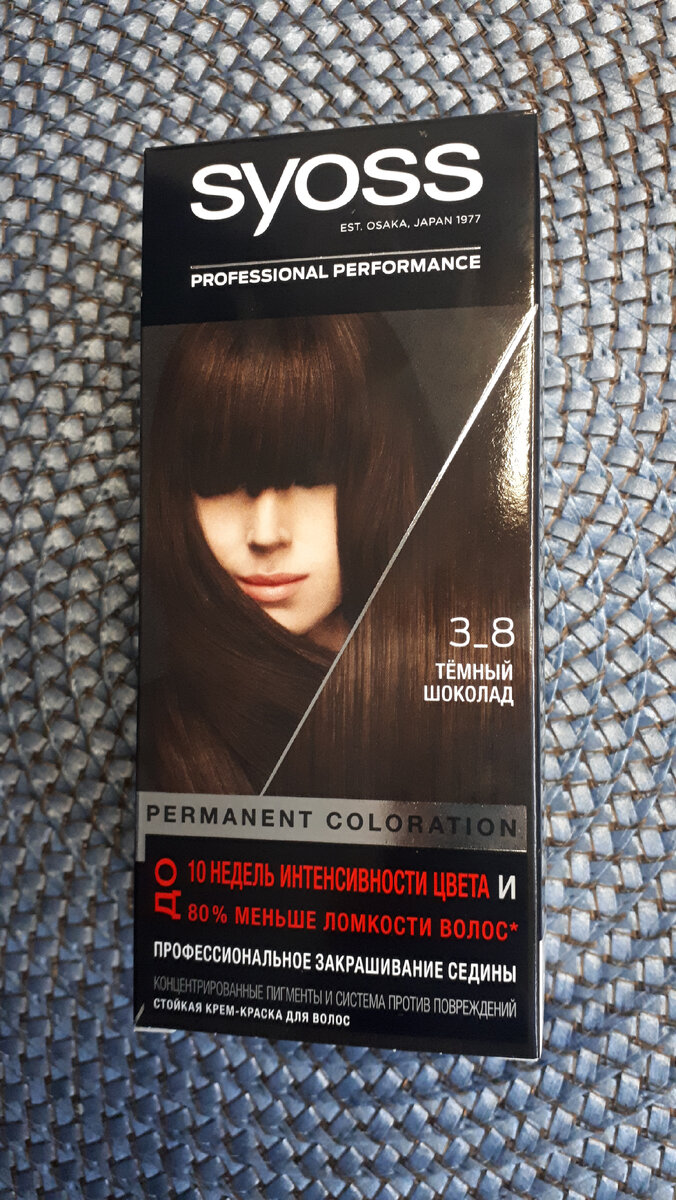 syoss
EST. OSAKA, JAPAN 1977
PROFESSIONAL PERFORMANCE
3_8
ТЁМНЫЙ
ШОКОЛАД
PERMANENT COLORATION
ДО
10 НЕДЕЛЬ ИНТЕНСИВНОСТИ ЦВЕТА И
80% МЕНЬШЕ ЛОМКОСТИ ВОЛОС*
ПРОФЕССИОНАЛЬНОЕ ЗАКРАШИВАНИЕ СЕДИНЫ
КОНЦЕНТРИРОВАННЫЕ ПИГМЕНТЫ И СИСТЕМА ПРОТИВ ПОВРЕЖДЕНИЙ
СТОЙКАЯ КРЕМ-КРАСКА ДЛЯ ВОЛОС